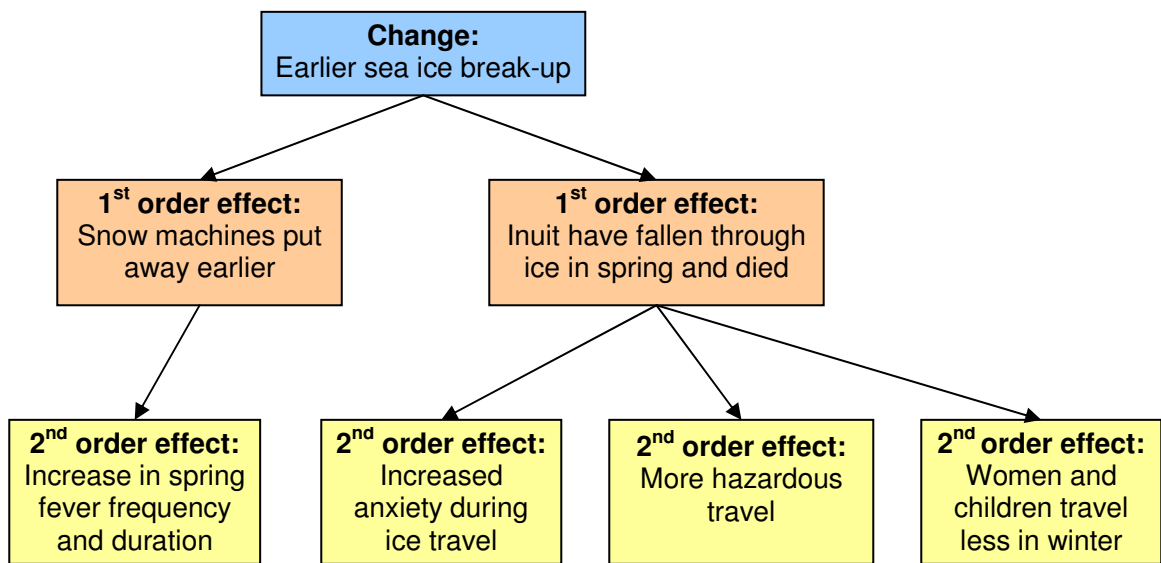 Change:
Earlier sea ice break-up
1st order effect:
Snow machines put
away earlier
1st order effect:
Inuit have fallen through
ice in spring and died
2nd order effect:
Increase in spring
fever frequency
and duration
2nd order effect:
Increased
anxiety during
ice travel
2nd order effect:
More hazardous
travel
2nd order effect:
Women and
children travel
less in winter